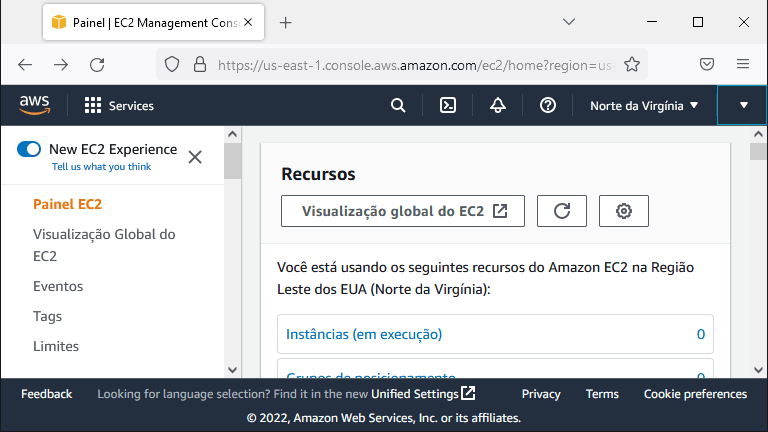 Painel | EC2 Management Cons
https://us-east-1.console.aws.amazon.com/ec2/home?region=us-
aws
Services
Norte da Virgínia
New EC2 Experience
Tell us what you think
Painel EC2
Visualização Global do
EC2
Eventos
Tags
Limites
Recursos
Visualização global do EC2
Você está usando os seguintes recursos do Amazon EC2 na Região
Leste dos EUA (Norte da Virgínia):
Instâncias (em execução) 0
Grupos de posicionamento 0
Feedback
Looking for language selection? Find it in the new Unified Settings
Privacy
Terms
Cookie preferences
© 2022, Amazon Web Services, Inc. or its affiliates.